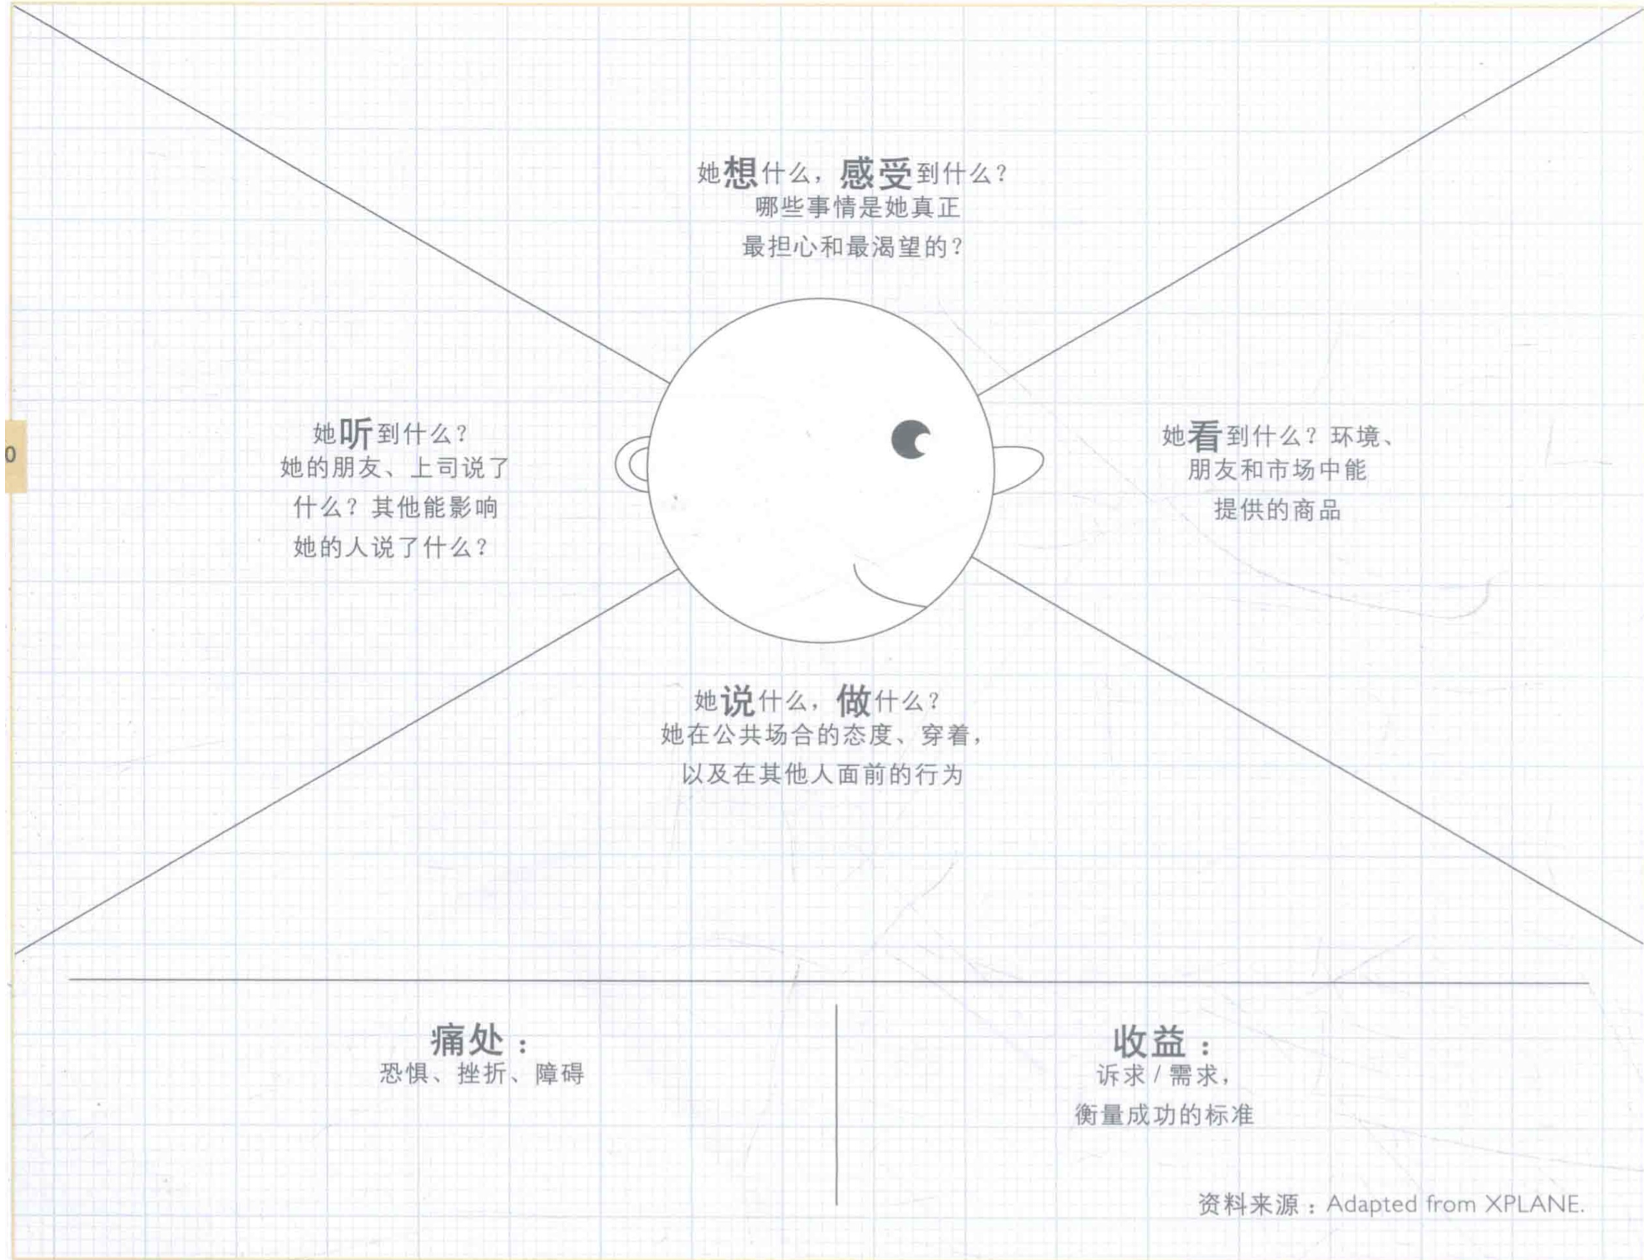 她想什么，感受到什么？
哪些事情是她真正
最担心和最渴望的？
她听到什么？
她的朋友、上司说了
什么？其他能影响
她的人说了什么？
她看到什么？环境、
朋友和市场中能
提供的商品
她说什么，做什么？
她在公共场合的态度、穿着，
以及在其他人面前的行为
痛处：
恐惧、挫折、障碍
收益：
诉求/需求，
衡量成功的标准
资料来源：Adapted from XPLANE.
0